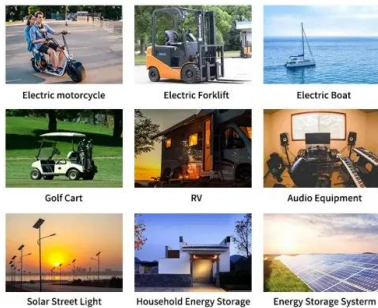 Electric motorcycle
Electric Forklift
Electric Boat
Golf Cart
RV
Audio Equipment
Solar Street Light
Household Energy Storage
Energy Storage Systerm